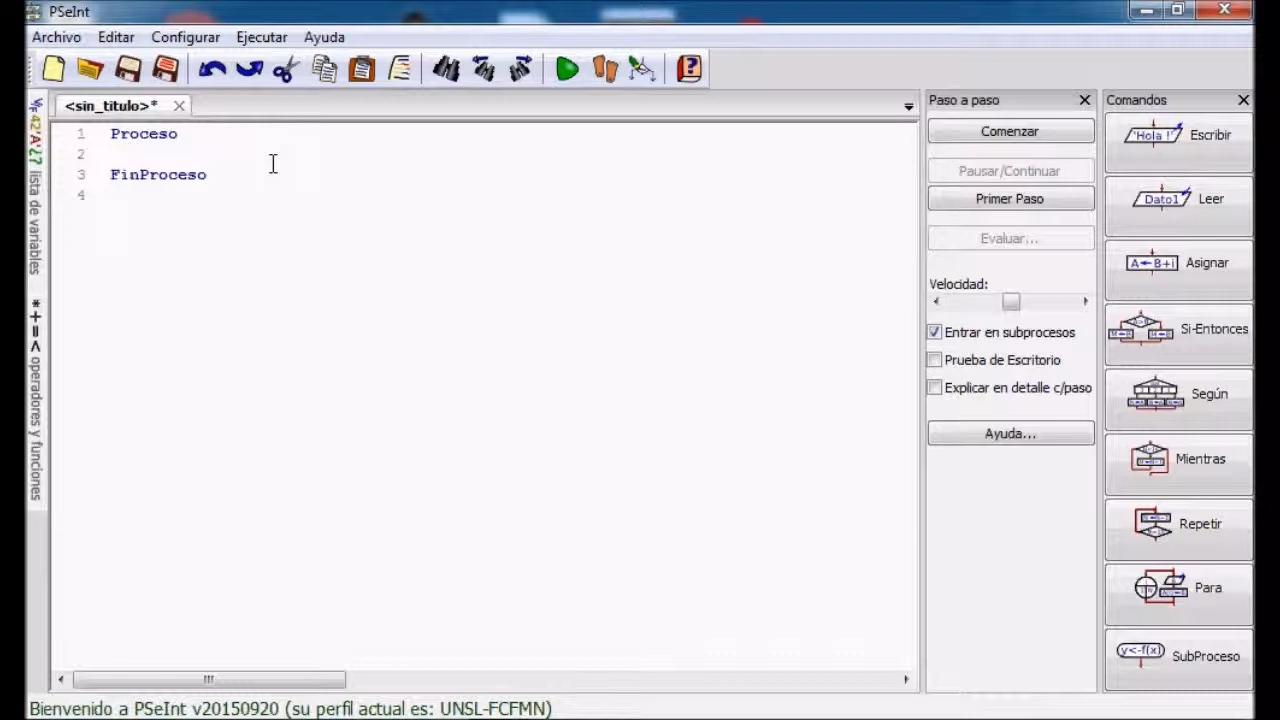 PSeInt
Archivo Editar Configurar Ejecutar Ayuda
<sin_titulo>*
1 Proceso
2
3 FinProceso
4
lista de variables
* + = < operadoras y funciones
Paso a paso
Comenzar
Pausar/Continuar
Primer Paso
Evaluar...
Velocidad:
Entrar en subprocesos
Prueba de Escritorio
Explicar en detalle c/paso
Ayuda...
Comandos
'Hola !' Escribir
Dato1 Leer
A←B+i Asignar
Si-Entonces
Según
Mientras
Repetir
Para
y<-f(x) SubProceso
Bienvenido a PSeInt v20150920 (su perfil actual es: UNSL-FCFMN)